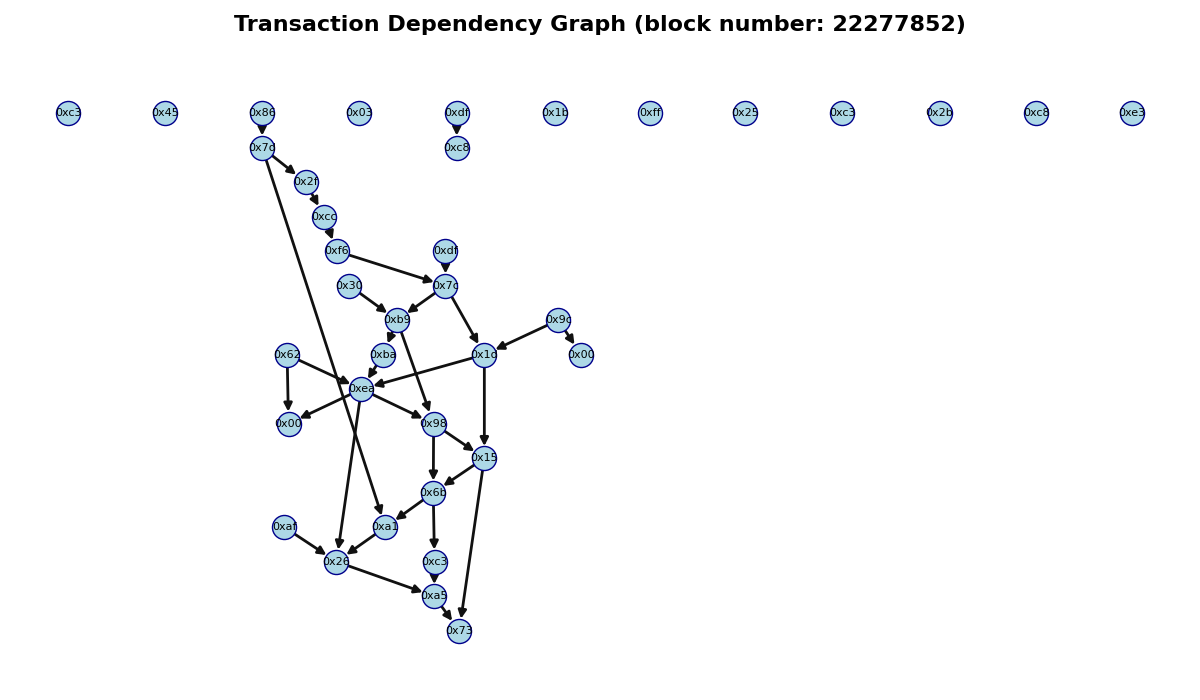 Transaction Dependency Graph (block number: 22277852)
0xc3 0x45 0x86 0x03 0xdf 0x1b 0xff 0x25 0xc3 0x2b 0xc8 0xe3
0x7d 0xc8
0x2f
0xcc
0xf6 0xdf
0x30 0x7c
0xb9 0x9c
0x62 0xba 0x1d 0x00
0xea
0x00 0x98
0x15
0x6b
0xaf 0xa1
0x26 0xc3
0xa5
0x73